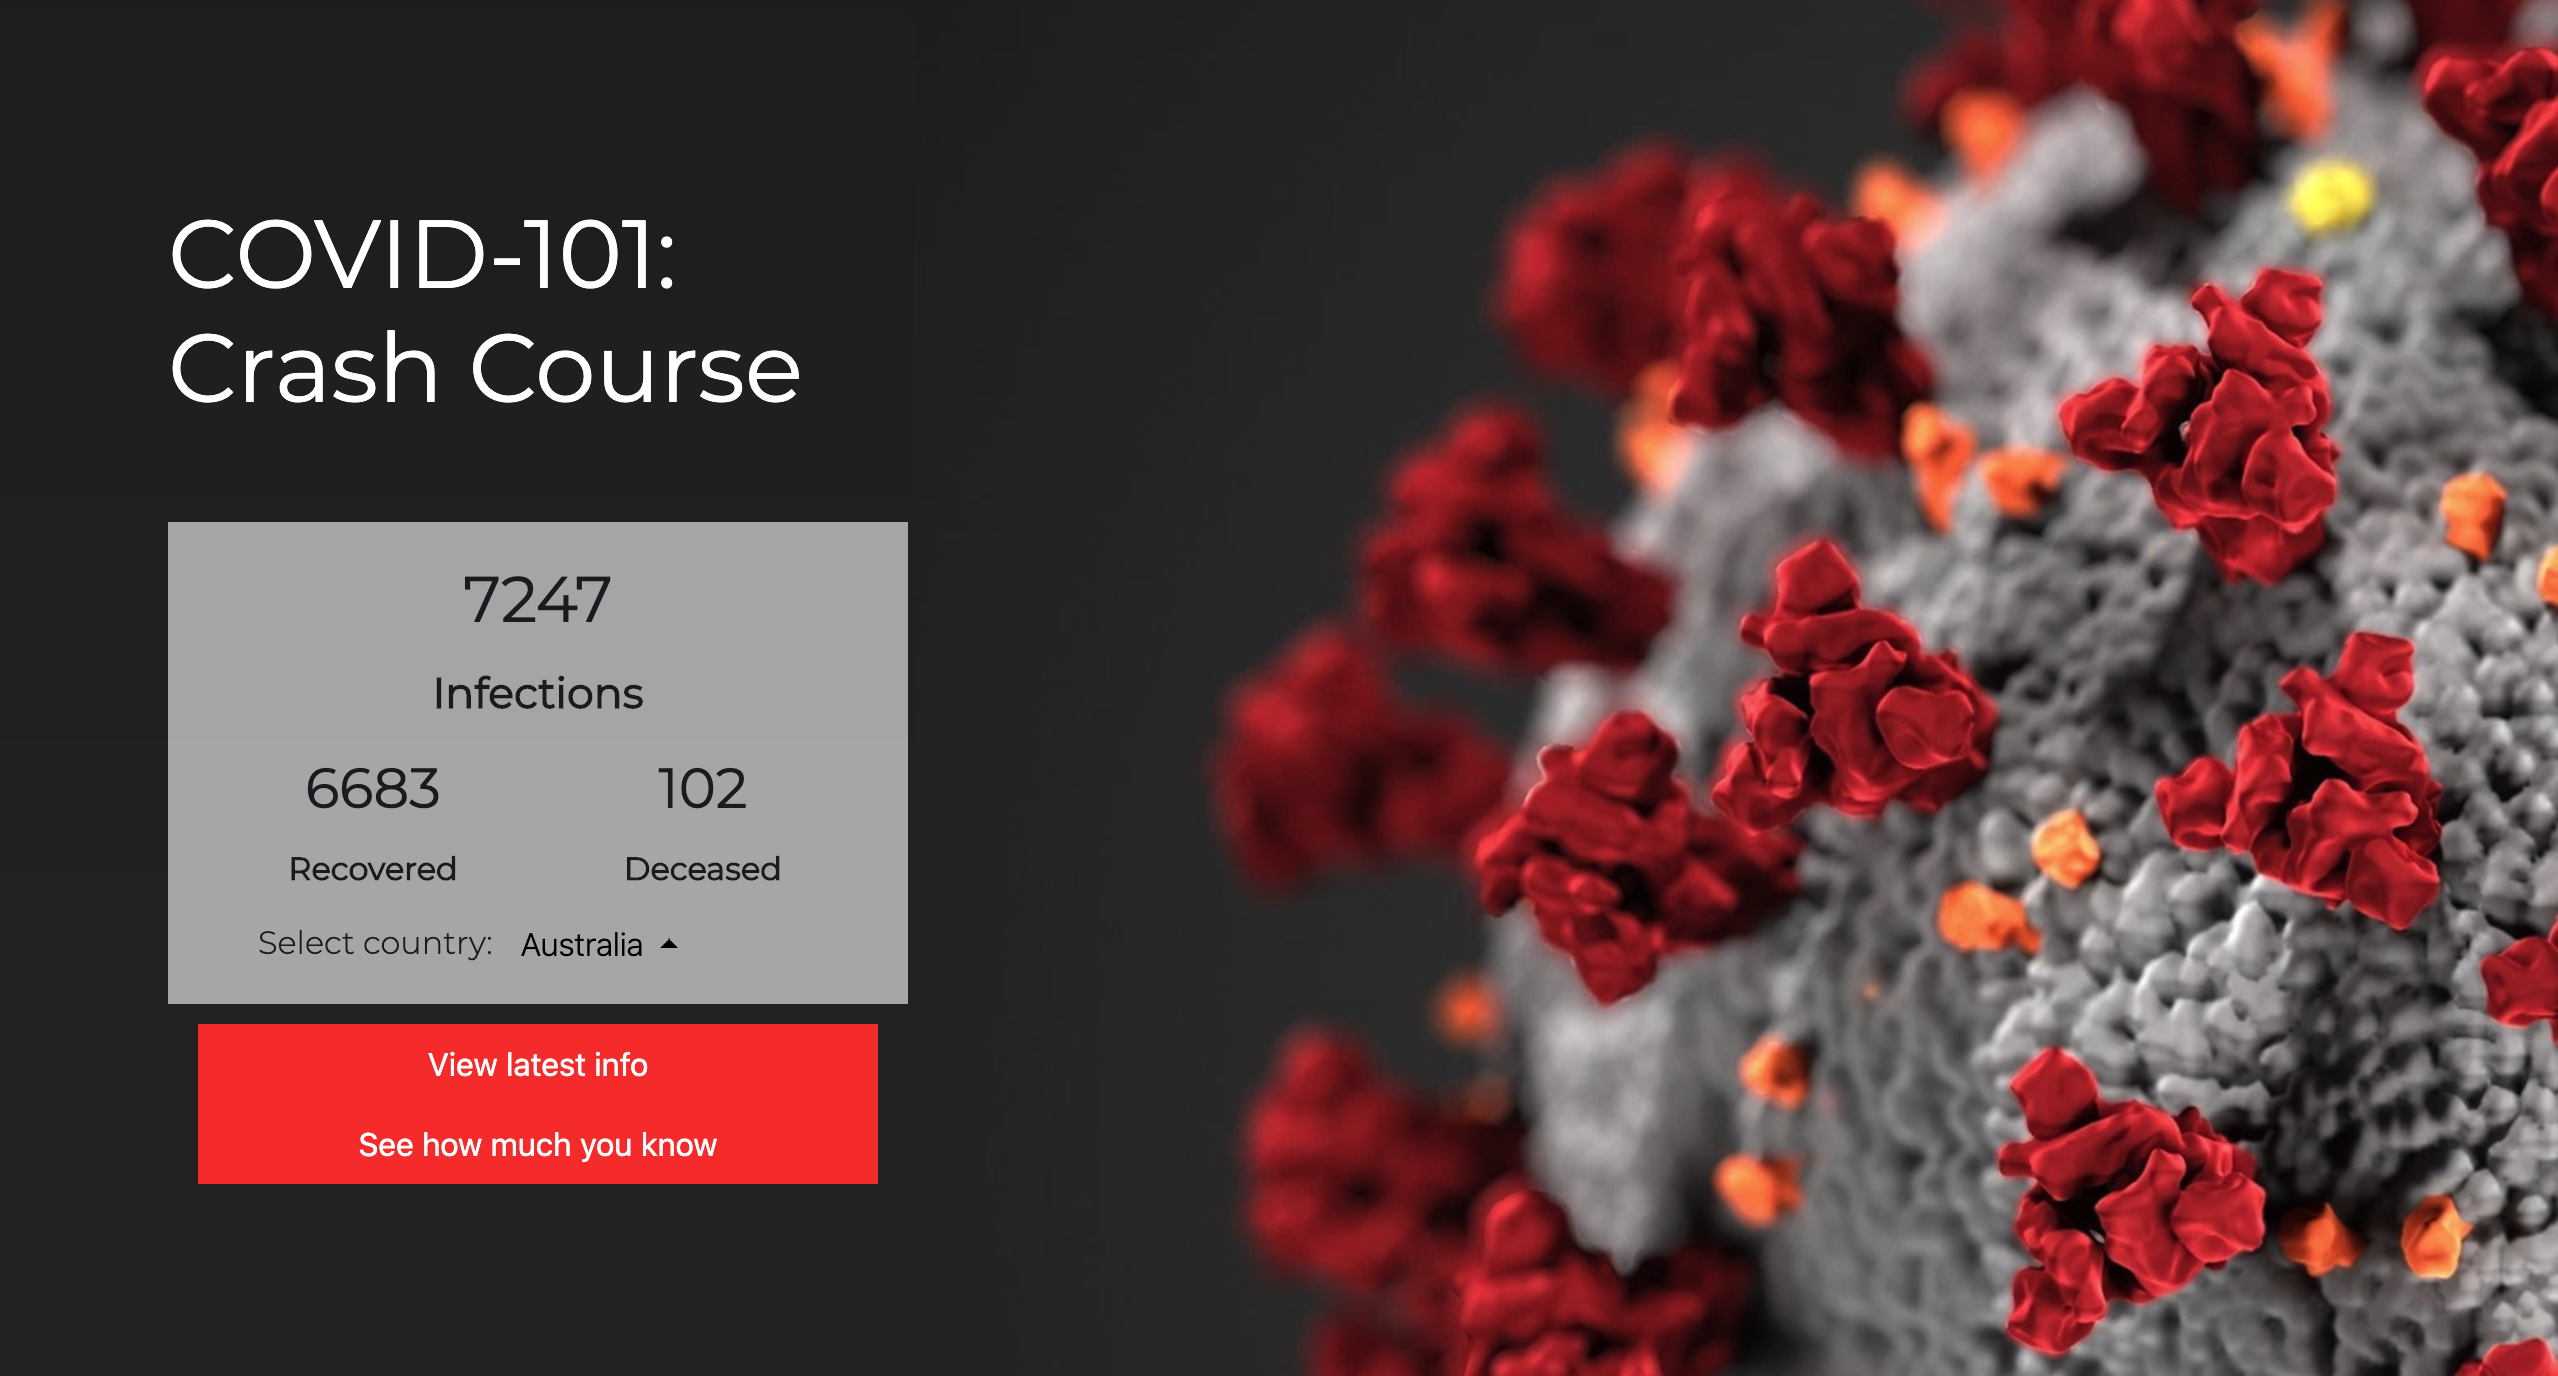 COVID-101:
Crash Course
7247
Infections
6683
Recovered
102
Deceased
Select country: Australia
View latest info
See how much you know